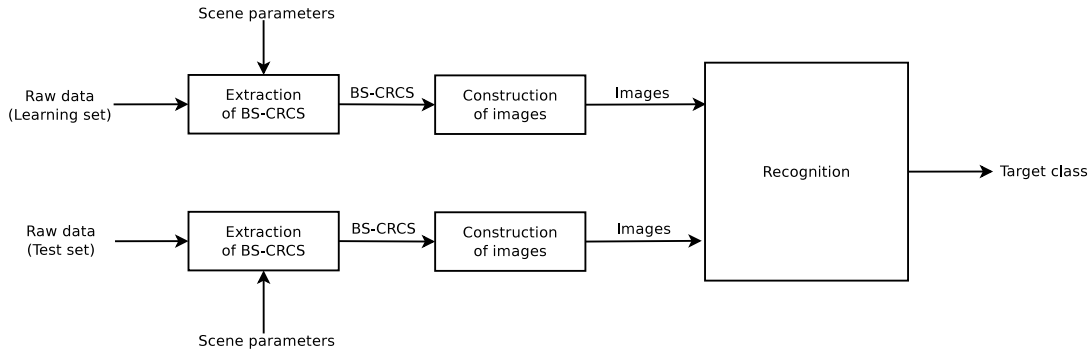 Scene parameters
Raw data
(Learning set)
Extraction
of BS-CRCS
BS-CRCS
Construction
of images
Images
Recognition
Target class
Raw data
(Test set)
Extraction
of BS-CRCS
BS-CRCS
Construction
of images
Images
Scene parameters